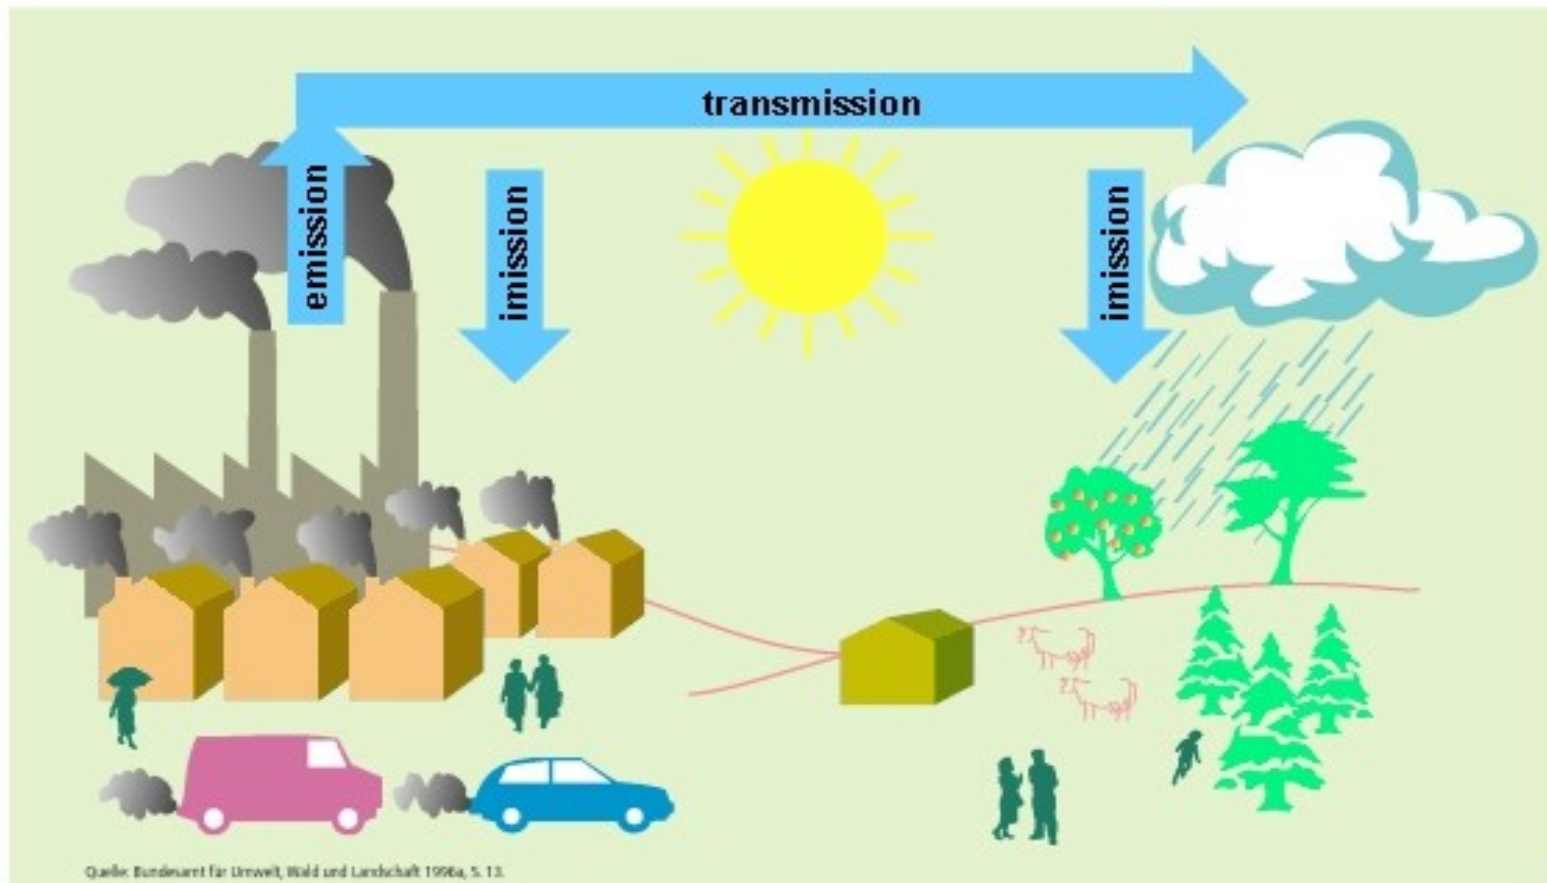 transmission
emission
imission
imission
Quelle: Bundesamt für Umwelt, Wald und Landschaft 1996a, S. 13.